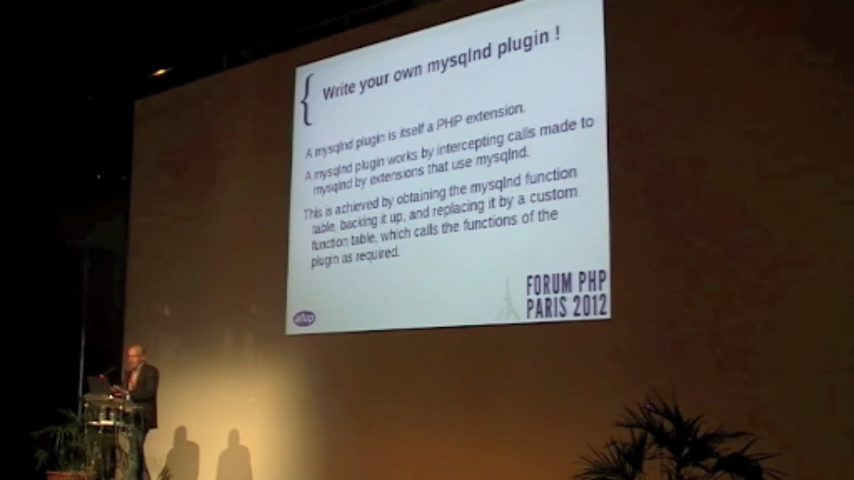 { Write your own mysqlnd plugin !
A mysqlnd plugin is itself a PHP extension.
A mysqlnd plugin works by intercepting calls made to
mysqlnd by extensions that use mysqlnd.
This is achieved by obtaining the mysqlnd function
table, backing it up, and replacing it by a custom
function table, which calls the functions of the
plugin as required.
afup
FORUM PHP
PARIS 2012